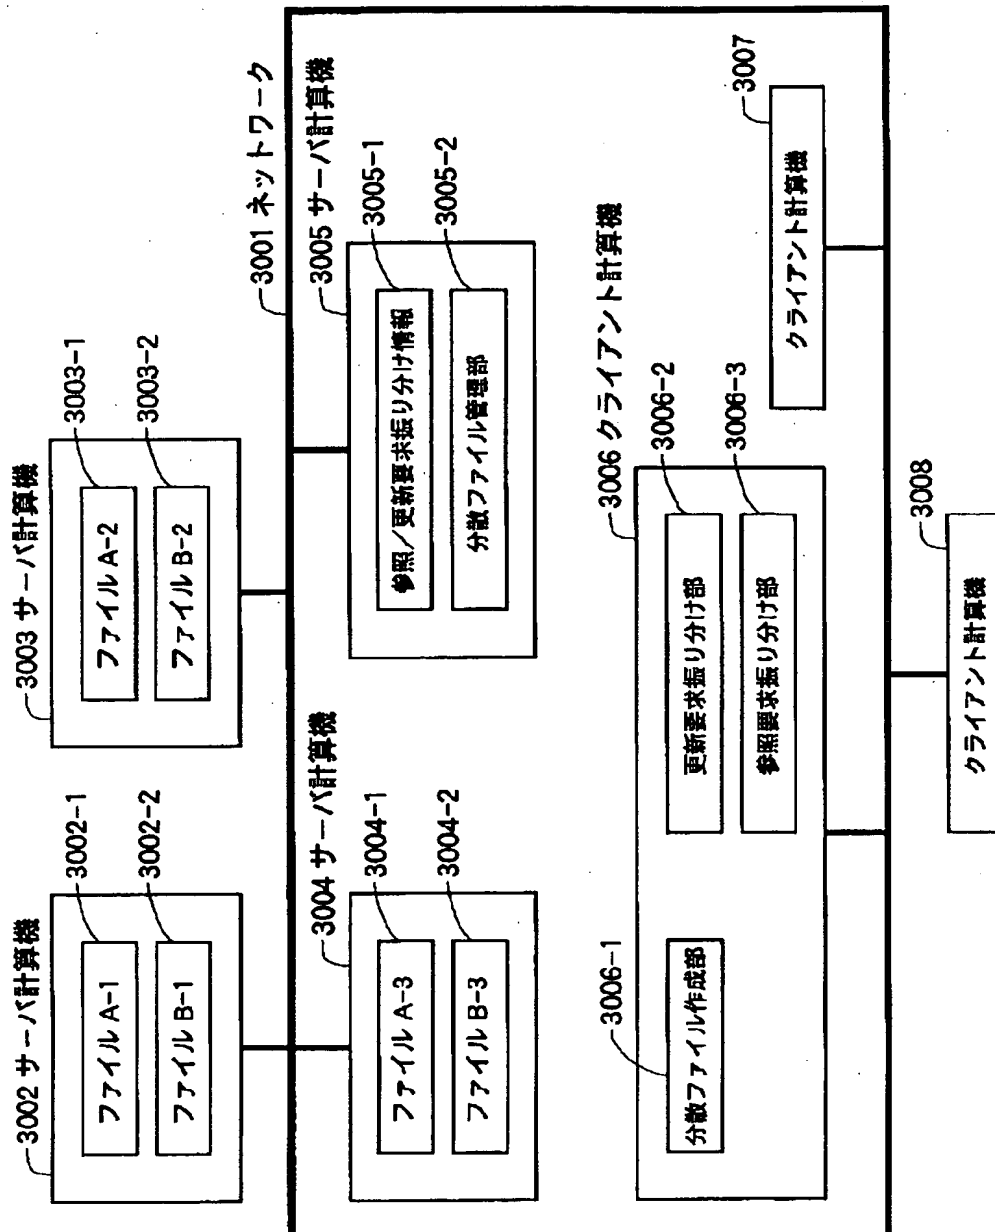 3002 サーバ計算機
3002-1
ファイル A-1
3002-2
ファイル B-1
3003 サーバ計算機
3003-1
ファイル A-2
3003-2
ファイル B-2
3001 ネットワーク
3004 サーバ計算機
3004-1
ファイル A-3
3004-2
ファイル B-3
3005 サーバ計算機
3005-1
参照/更新要求振り分け情報
3005-2
分散ファイル管理部
3006 クライアント計算機
3006-1
分散ファイル作成部
3006-2
更新要求振り分け部
3006-3
参照要求振り分け部
3007
クライアント計算機
3008
クライアント計算機